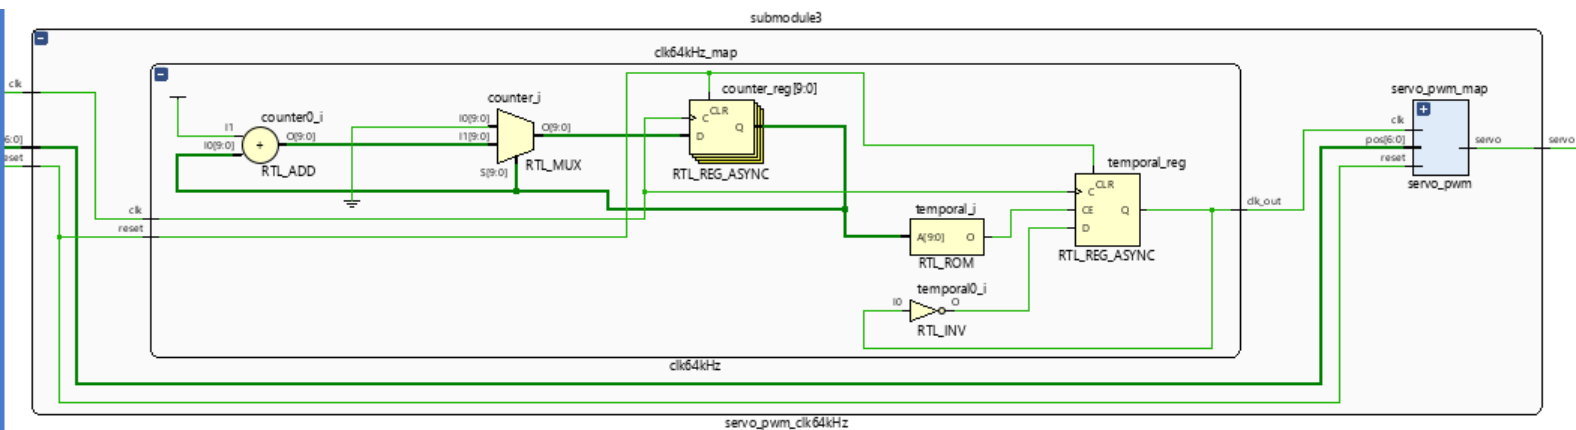 submodule3
clk64kHz_map
clk
counter0_i
I1
I0[9:0]
O[9:0]
+
RTL_ADD
counter_i
I0[9:0]
I1[9:0]
S[9:0]
O[9:0]
RTL_MUX
counter_reg[9:0]
CLR
C
D
Q
RTL_REG_ASYNC
servo_pwm_map
clk
pos[6:0]
reset
servo
servo
servo_pwm
6:0]
eset
clk
reset
temporal_reg
CLR
C
CE
D
Q
RTL_REG_ASYNC
clk_out
temporal_i
A[9:0]
O
RTL_ROM
temporal0_i
I0
O
RTL_INV
clk64kHz
servo_pwm_clk64kHz